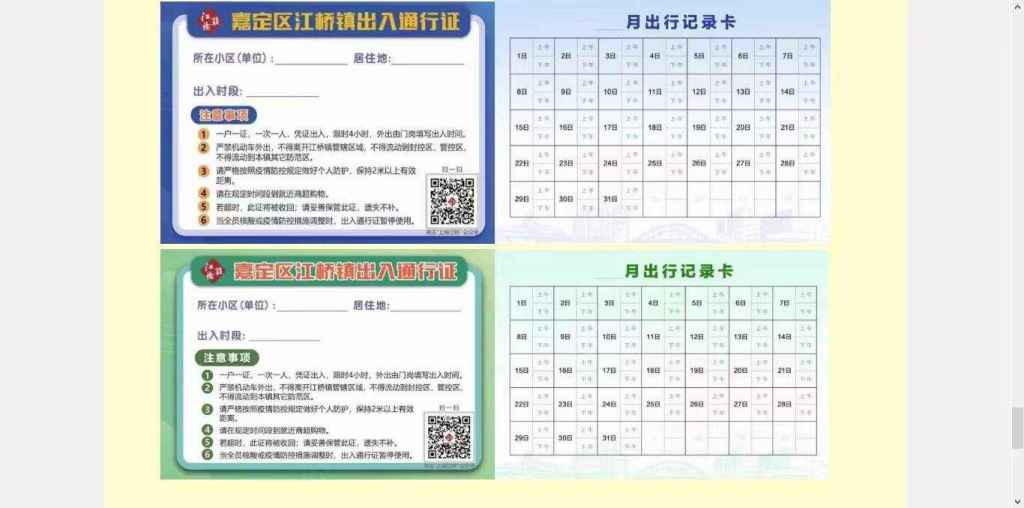 嘉定区江桥镇出入通行证
所在小区(单位)：____________ 居住地:____________
出入时段: ____________
注意事项
1 一户一证、一次一人、凭证出入，限时4小时，外出由门岗填写出入时间。
2 严禁机动车外出，不得离开江桥镇管辖区域，不得流动到封控区、管控区、
不得流动到本镇其它防范区。
3 请严格按照疫情防控规定做好个人防护，保持2米以上有效
距离。
4 请在规定时间段到就近商超购物。
5 若超时，此证将被收回；请妥善保管此证，遗失不补。
6 当全员核酸或疫情防控措施调整时，出入通行证暂停使用。
扫一扫
月出行记录卡
1日 上午 2日 上午 3日 上午 4日 上午 5日 上午 6日 上午 7日 上午
下午 下午 下午 下午 下午 下午 下午
8日 上午 9日 上午 10日 上午 11日 上午 12日 上午 13日 上午 14日 上午
下午 下午 下午 下午 下午 下午 下午
15日 上午 16日 上午 17日 上午 18日 上午 19日 上午 20日 上午 21日 上午
下午 下午 下午 下午 下午 下午 下午
22日 上午 23日 上午 24日 上午 25日 上午 26日 上午 27日 上午 28日 上午
下午 下午 下午 下午 下午 下午 下午
29日 上午 30日 上午 31日 上午
下午 下午 下午
嘉定区江桥镇出入通行证
所在小区(单位)：____________ 居住地:____________
出入时段: ____________
注意事项
1 一户一证、一次一人、凭证出入，限时4小时，外出由门岗填写出入时间。
2 严禁机动车外出，不得离开江桥镇管辖区域，不得流动到封控区、管控区、
不得流动到本镇其它防范区。
3 请严格按照疫情防控规定做好个人防护，保持2米以上有效
距离。
4 请在规定时间段到就近商超购物。
5 若超时，此证将被收回；请妥善保管此证，遗失不补。
6 当全员核酸或疫情防控措施调整时，出入通行证暂停使用。
扫一扫
月出行记录卡
1日 上午 2日 上午 3日 上午 4日 上午 5日 上午 6日 上午 7日 上午
下午 下午 下午 下午 下午 下午 下午
8日 上午 9日 上午 10日 上午 11日 上午 12日 上午 13日 上午 14日 上午
下午 下午 下午 下午 下午 下午 下午
15日 上午 16日 上午 17日 上午 18日 上午 19日 上午 20日 上午 21日 上午
下午 下午 下午 下午 下午 下午 下午
22日 上午 23日 上午 24日 上午 25日 上午 26日 上午 27日 上午 28日 上午
下午 下午 下午 下午 下午 下午 下午
29日 上午 30日 上午 31日 上午
下午 下午 下午